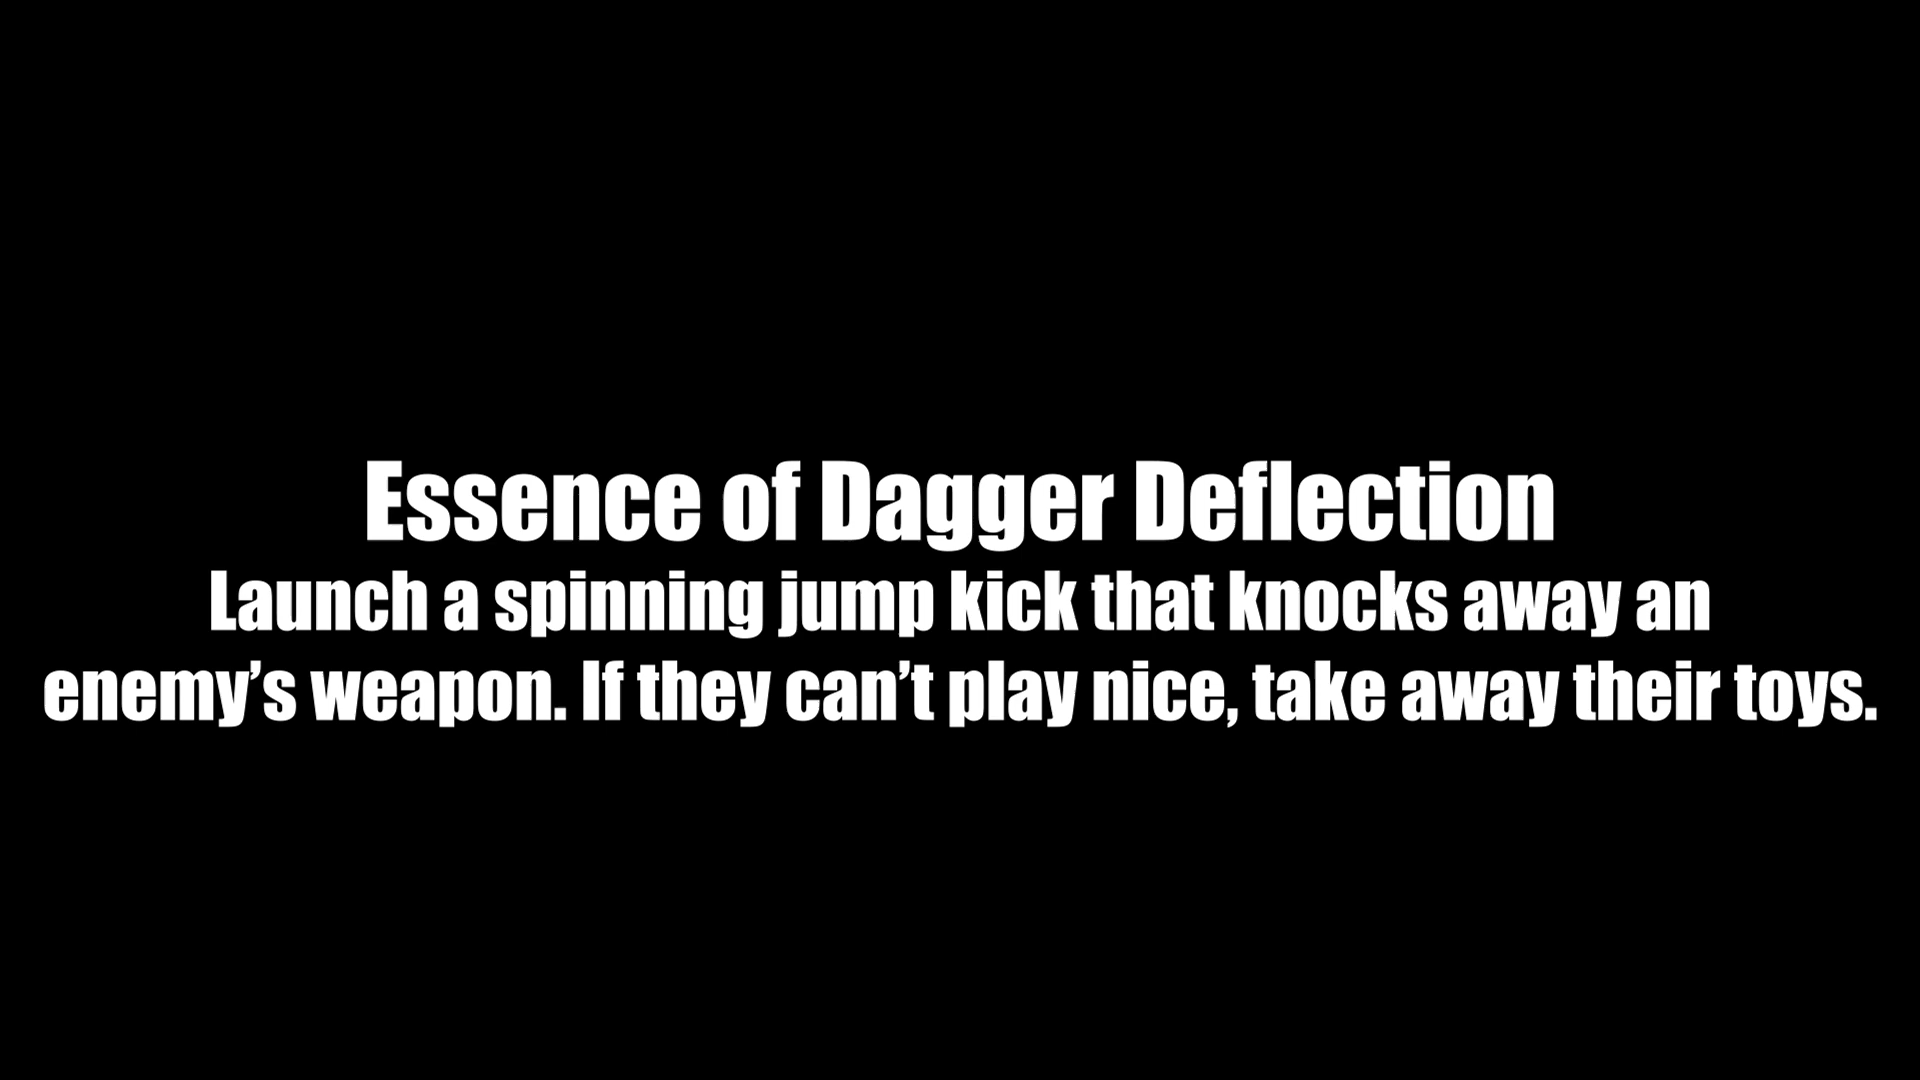 Essence of Dagger Deflection
Launch a spinning jump kick that knocks away an
enemy’s weapon. If they can’t play nice, take away their toys.